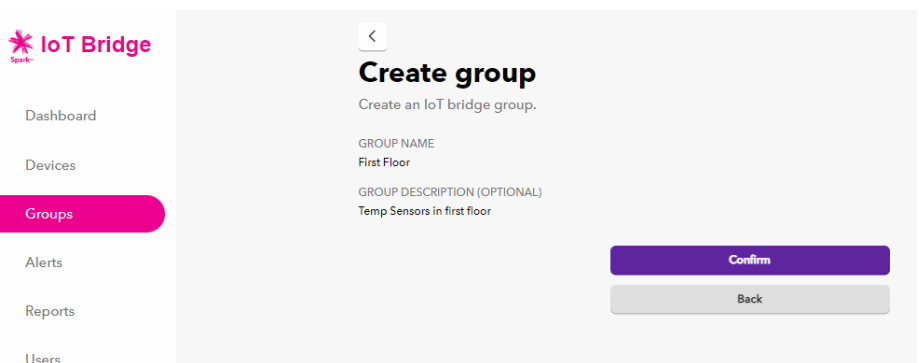 Spark
IoT Bridge
Dashboard
Devices
Groups
Alerts
Reports
Users
Create group
Create an IoT bridge group.
GROUP NAME
First Floor
GROUP DESCRIPTION (OPTIONAL)
Temp Sensors in first floor
Confirm
Back